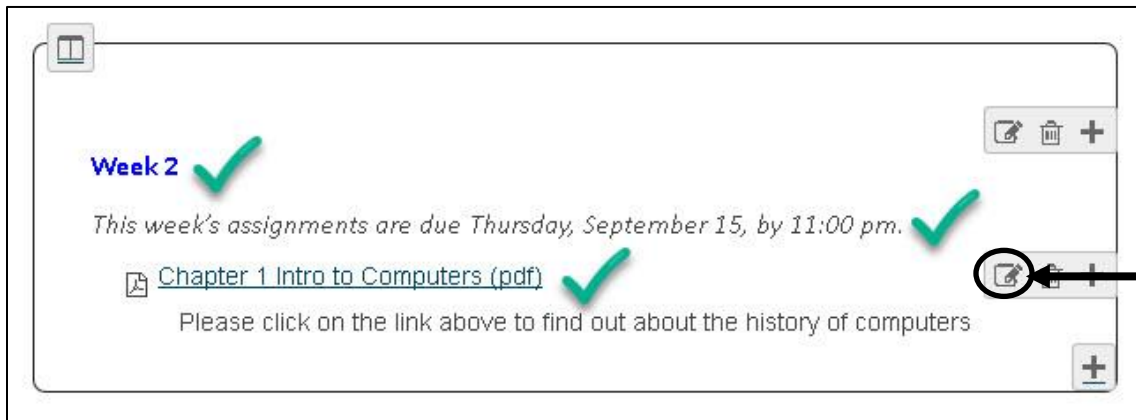 Week 2
This week's assignments are due Thursday, September 15, by 11:00 pm.
Chapter 1 Intro to Computers (pdf)
Please click on the link above to find out about the history of computers